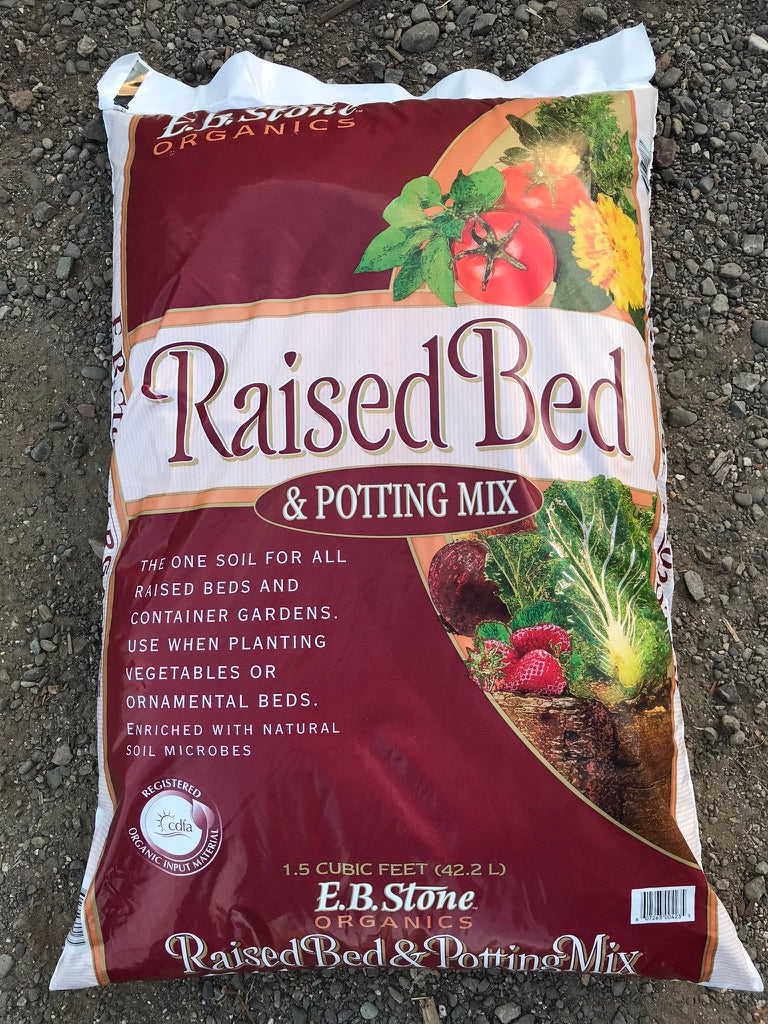 E.B. Stone
ORGANICS
Raised Bed
& POTTING MIX
THE ONE SOIL FOR ALL
RAISED BEDS AND
CONTAINER GARDENS.
USE WHEN PLANTING
VEGETABLES OR
ORNAMENTAL BEDS.
ENRICHED WITH NATURAL
SOIL MICROBES
REGISTERED
cdfa
ORGANIC INPUT MATERIAL
1.5 CUBIC FEET (42.2 L)
E.B. Stone
ORGANICS
Raised Bed & Potting Mix